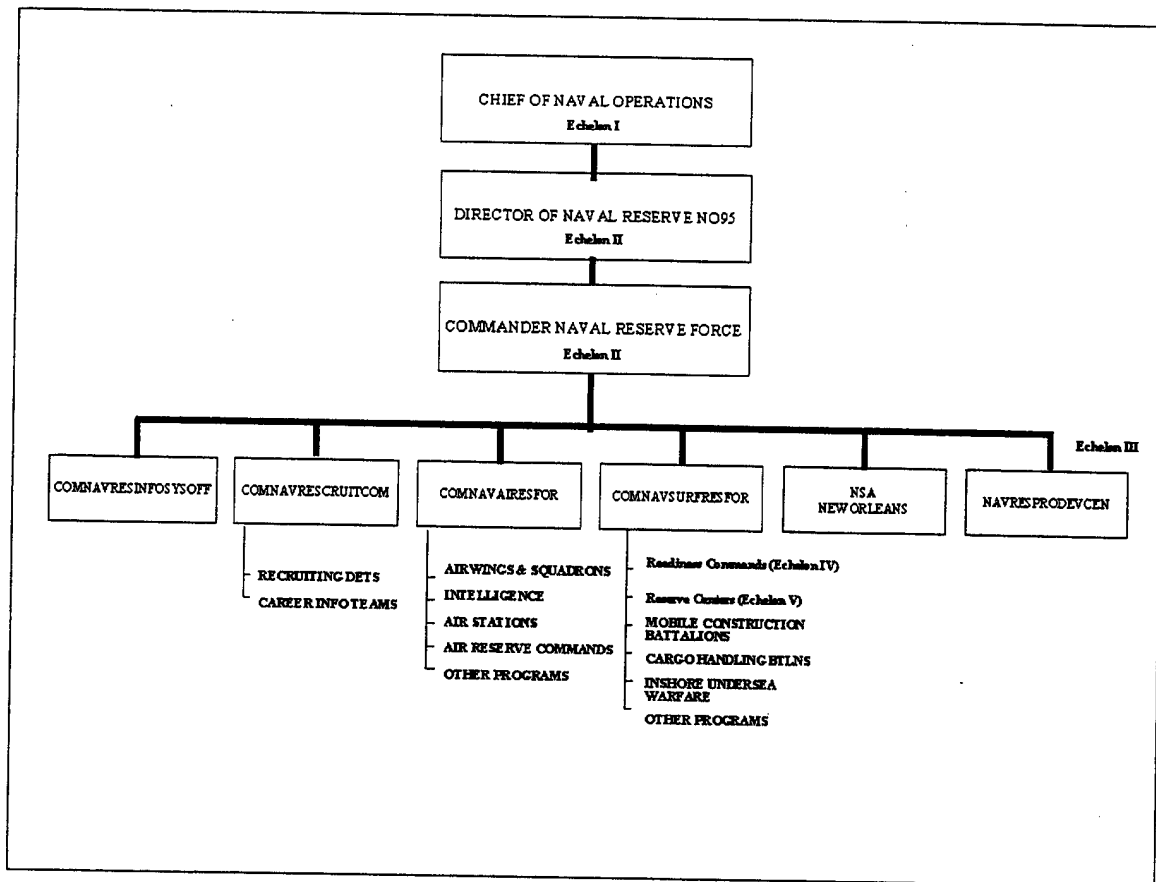 CHIEF OF NAVAL OPERATIONS
Echelon I
DIRECTOR OF NAVAL RESERVE NO95
Echelon II
COMMANDER NAVAL RESERVE FORCE
Echelon II
Echelon III
COMNAVRESINFOSYSOFF
COMNAVRESCRUITCOM
COMNAVAIRESFOR
COMNAVSURFRESFOR
NSA
NEW ORLEANS
NAVRESPRODEVCEN
RECRUITING DETS
CAREER INFO TEAMS
AIRWINGS & SQUADRONS
INTELLIGENCE
AIR STATIONS
AIR RESERVE COMMANDS
OTHER PROGRAMS
Readiness Commands (Echelon IV)
Reserve Centers (Echelon V)
MOBILE CONSTRUCTION
BATTALIONS
CARGO HANDLING BTLNS
INSHORE UNDERSEA
WARFARE
OTHER PROGRAMS